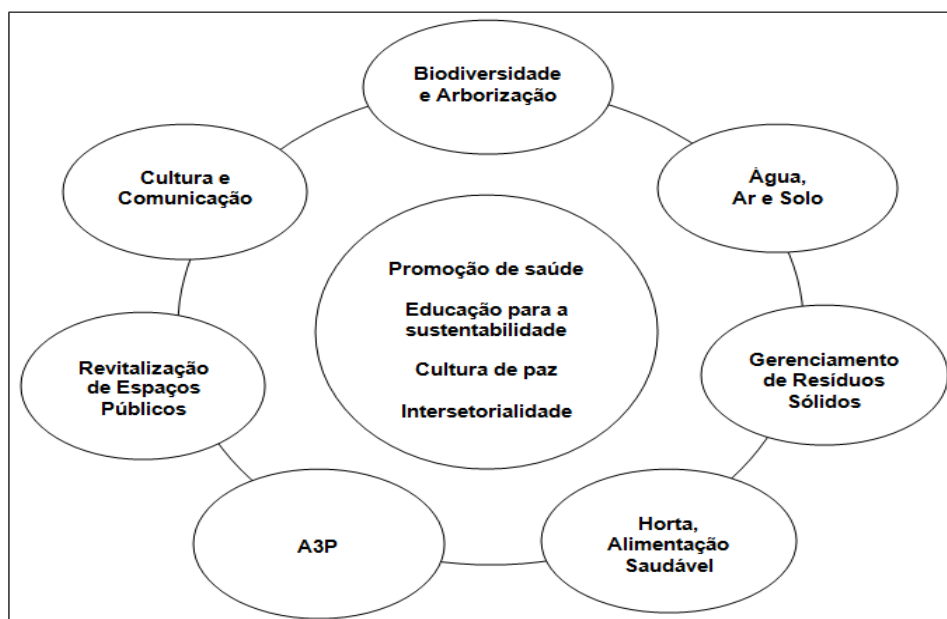 Biodiversidade
e Arborização
Cultura e
Comunicação
Água,
Ar e Solo
Promoção de saúde
Educação para a
sustentabilidade
Cultura de paz
Intersetorialidade
Revitalização
de Espaços
Públicos
Gerenciamento
de Resíduos
Sólidos
A3P
Horta,
Alimentação
Saudável